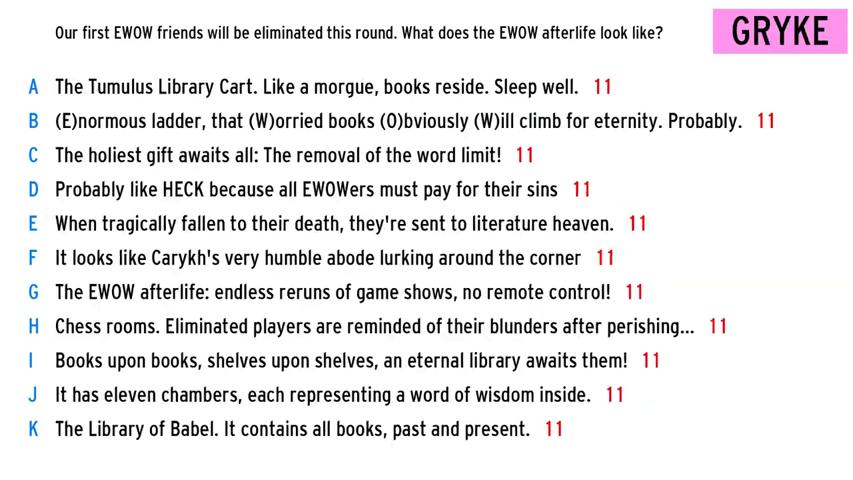 Our first EWOW friends will be eliminated this round. What does the EWOW afterlife look like?
GRYKE
A The Tumulus Library Cart. Like a morgue, books reside. Sleep well. 11
B (E)normous ladder, that (W)orried books (O)bviously (W)ill climb for eternity. Probably. 11
C The holiest gift awaits all: The removal of the word limit! 11
D Probably like HECK because all EWOWers must pay for their sins 11
E When tragically fallen to their death, they're sent to literature heaven. 11
F It looks like Carykh's very humble abode lurking around the corner 11
G The EWOW afterlife: endless reruns of game shows, no remote control! 11
H Chess rooms. Eliminated players are reminded of their blunders after perishing... 11
I Books upon books, shelves upon shelves, an eternal library awaits them! 11
J It has eleven chambers, each representing a word of wisdom inside. 11
K The Library of Babel. It contains all books, past and present. 11